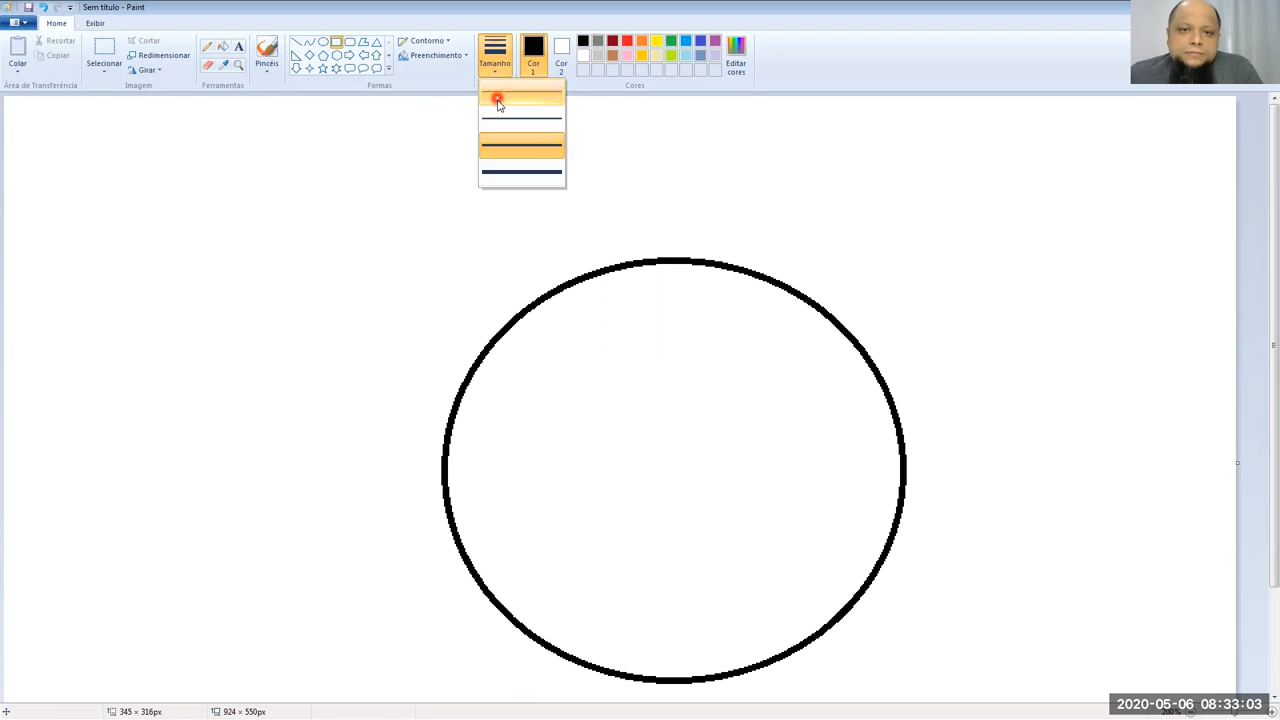 Sem título - Paint
Home Exibir
Colar
Recortar
Copiar
Área de Transferência
Selecionar
Cortar
Redimensionar
Girar
Imagem
A
Ferramentas
Pincéis
Formas
Contorno
Preenchimento
Tamanho
Cor
1
Cor
2
Editar
cores
Cores
345 × 316px
924 × 550px
2020-05-06 08:33:03